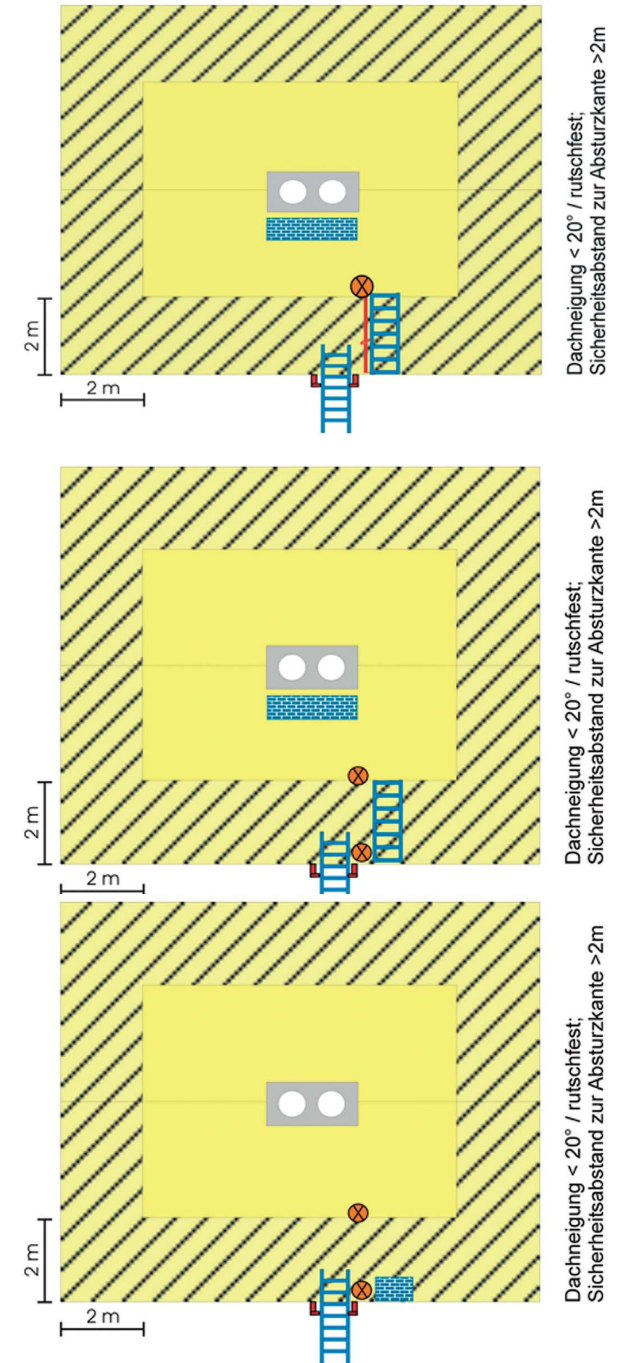 2 m
2 m
Dachneigung < 20° / rutschfest;
Sicherheitsabstand zur Absturzkante >2m
2 m
2 m
Dachneigung < 20° / rutschfest;
Sicherheitsabstand zur Absturzkante >2m
2 m
2 m
Dachneigung < 20° / rutschfest;
Sicherheitsabstand zur Absturzkante >2m